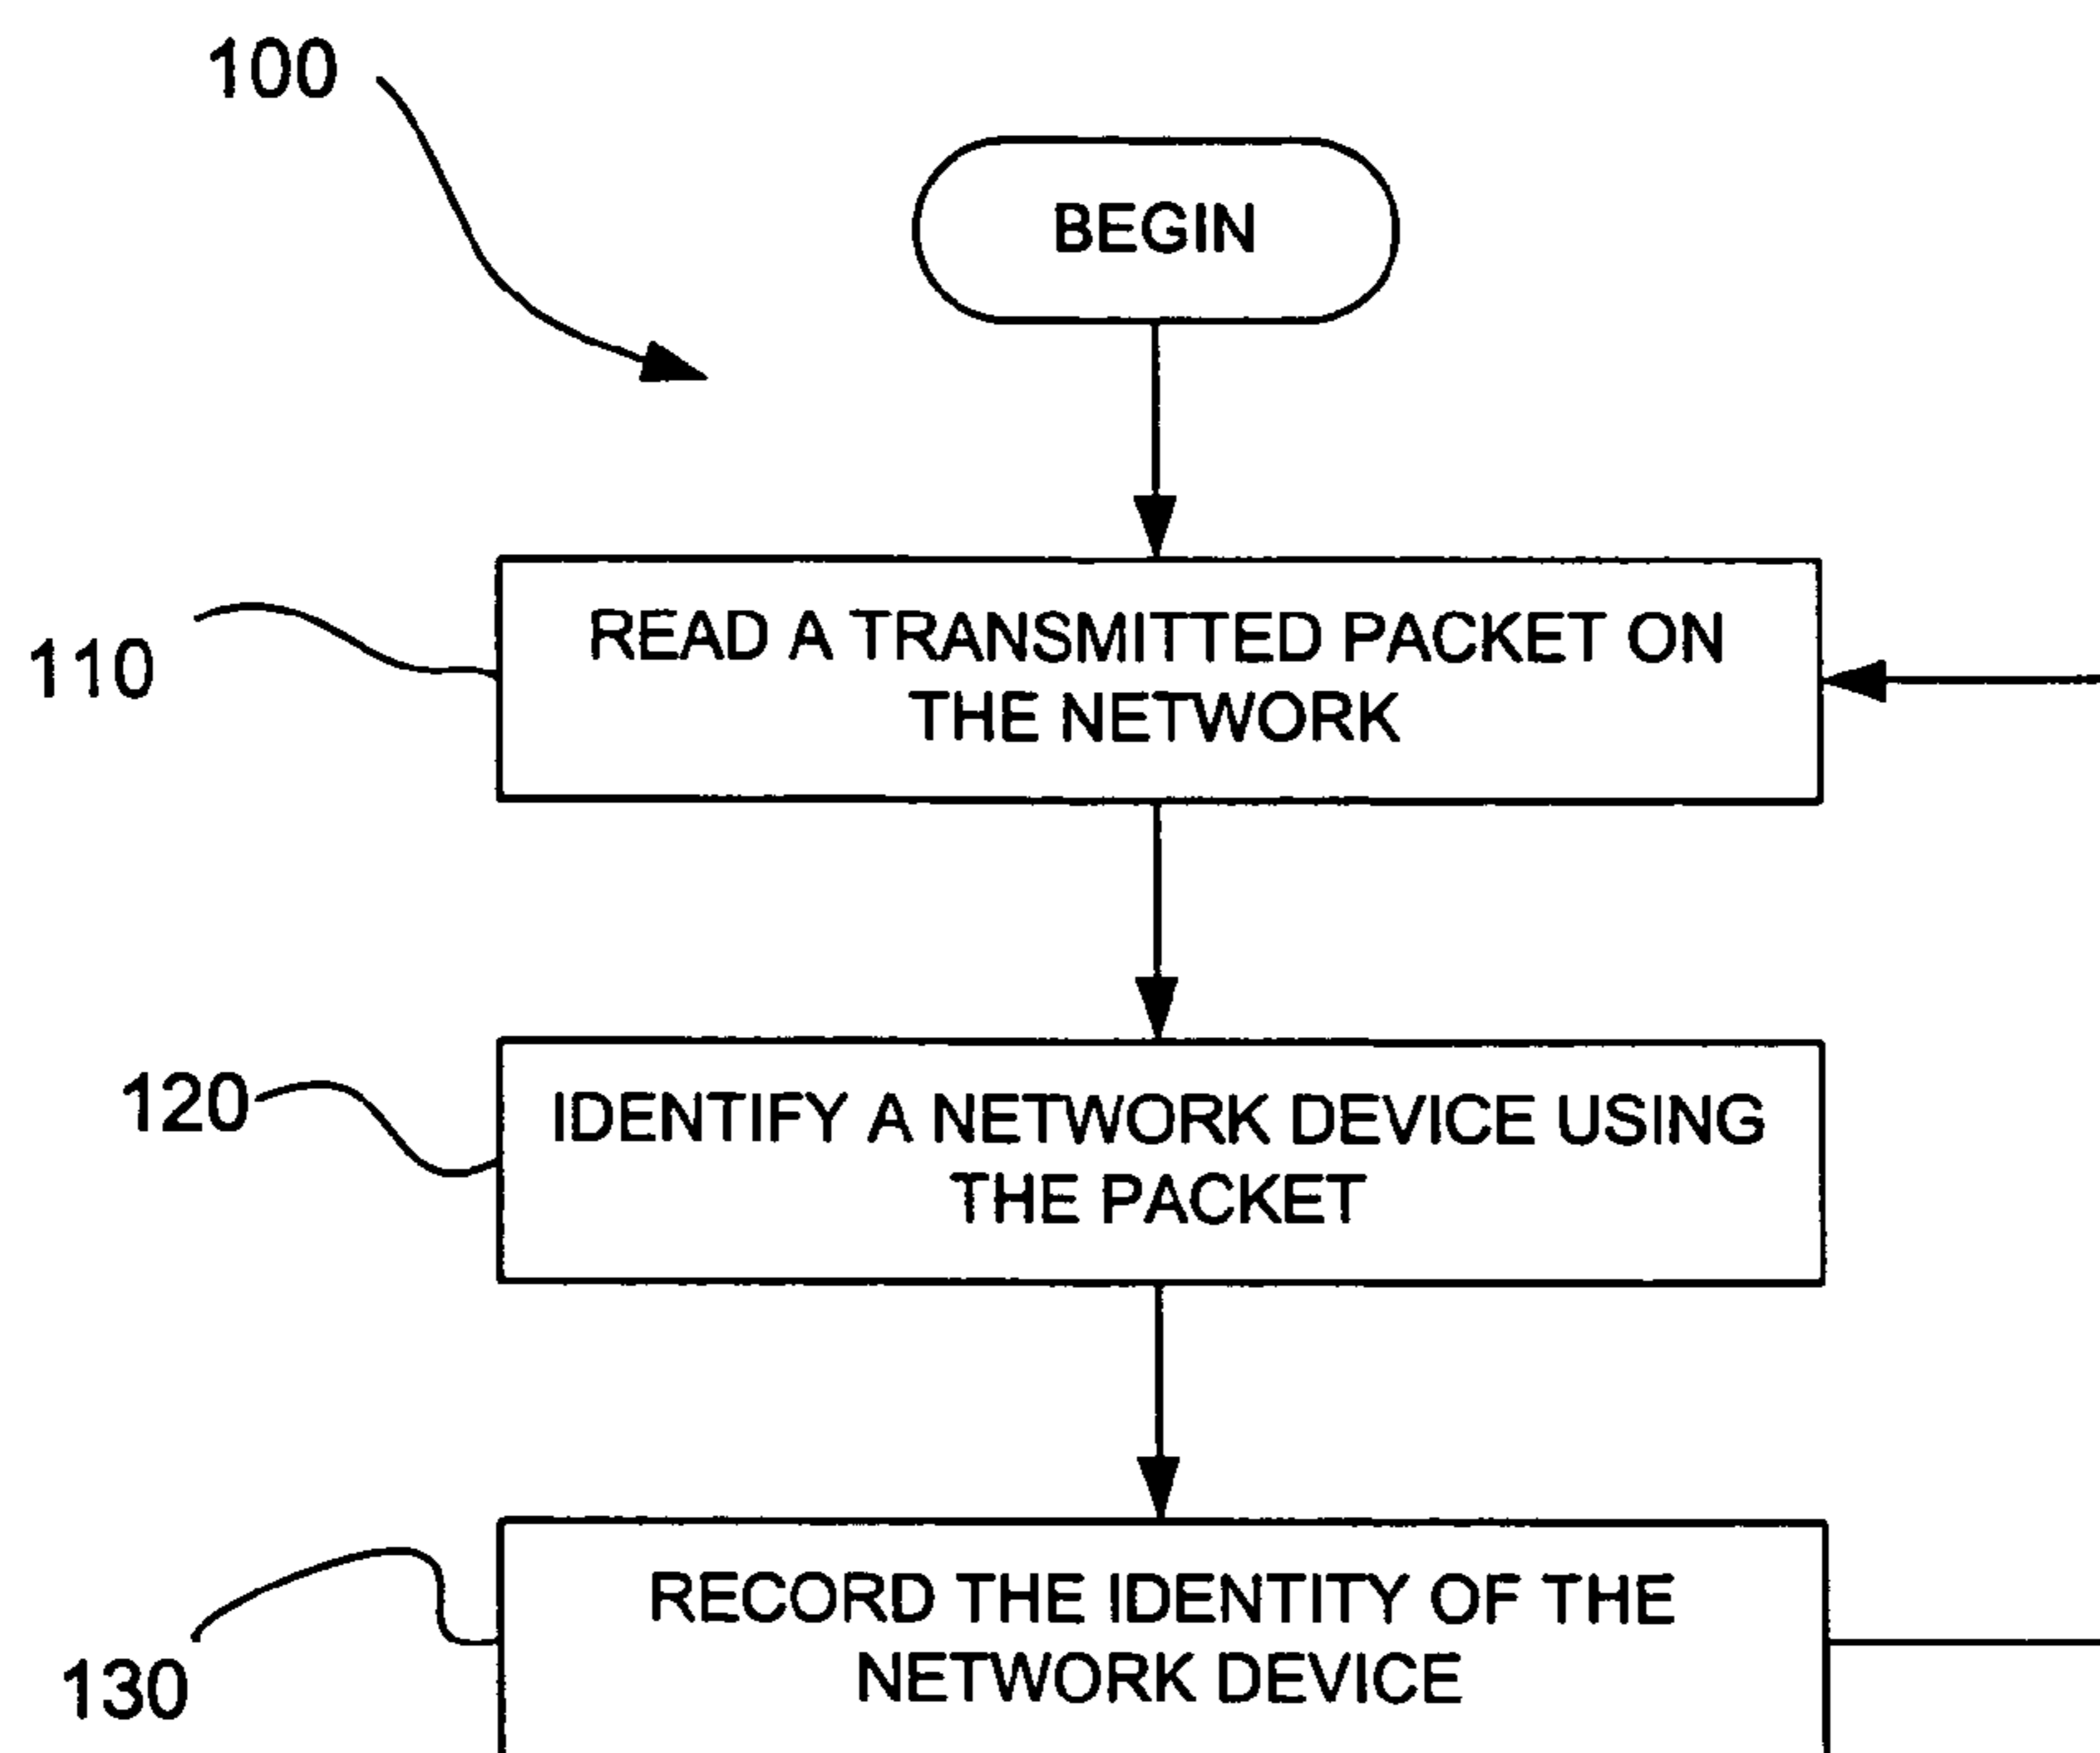 100
BEGIN
110
READ A TRANSMITTED PACKET ON
THE NETWORK
120
IDENTIFY A NETWORK DEVICE USING
THE PACKET
130
RECORD THE IDENTITY OF THE
NETWORK DEVICE